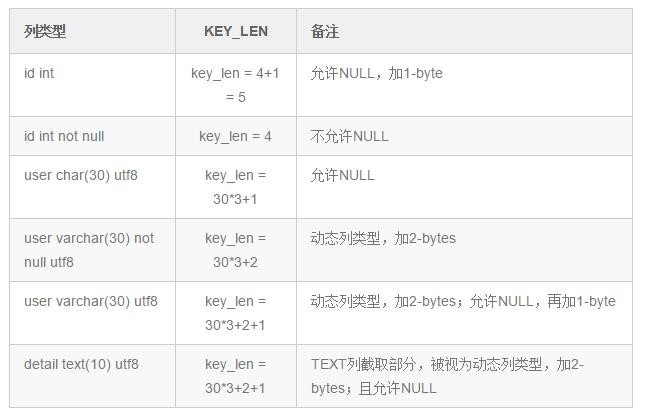 列类型 KEY_LEN 备注
id int key_len = 4+1 允许NULL，加1-byte
= 5
id int not null key_len = 4 不允许NULL
user char(30) utf8 key_len = 允许NULL
30*3+1
user varchar(30) not key_len = 动态列类型，加2-bytes
null utf8 30*3+2
user varchar(30) utf8 key_len = 动态列类型，加2-bytes；允许NULL，再加1-byte
30*3+2+1
detail text(10) utf8 key_len = TEXT列截取部分，被视为动态列类型，加2-
30*3+2+1 bytes；且允许NULL